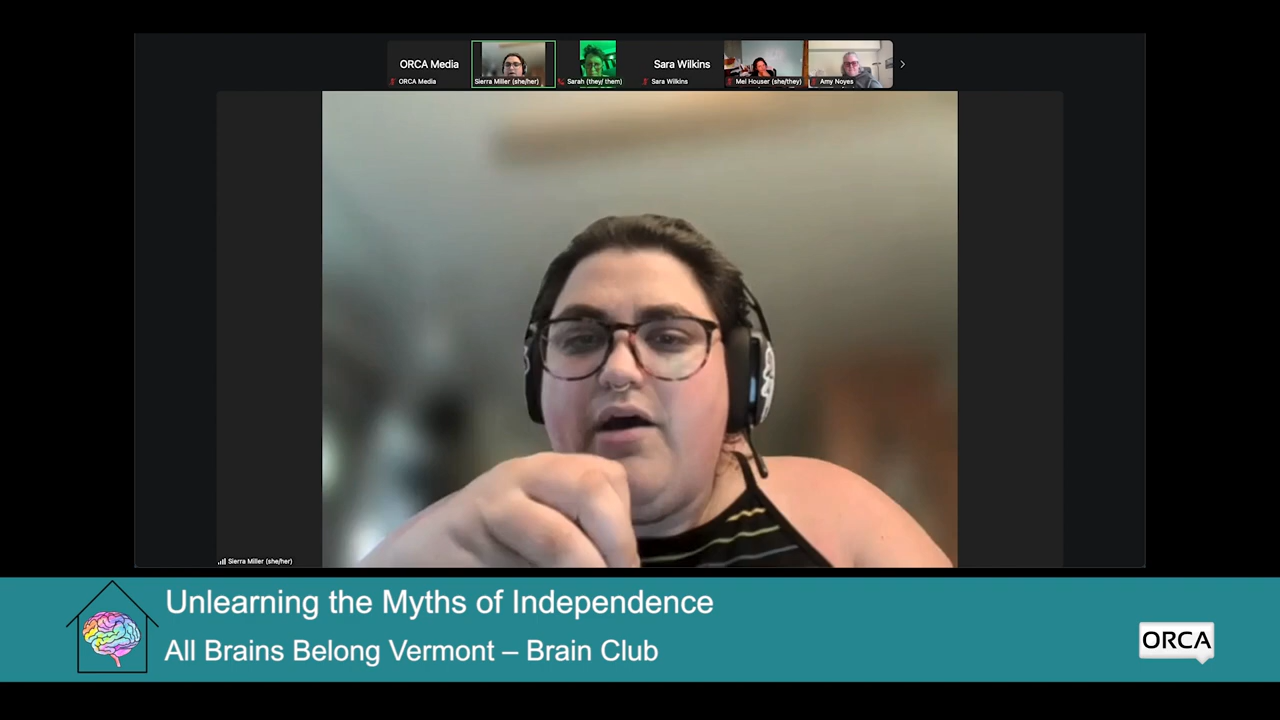 ORCA Media
Sara Wilkins
ORCA Media
Sierra Miller (she/her)
Sarah (they/ them)
Sara Wilkins
Mel Houser (she/they)
Amy Noyes
Sierra Miller (she/her)
Unlearning the Myths of Independence
All Brains Belong Vermont – Brain Club
ORCA